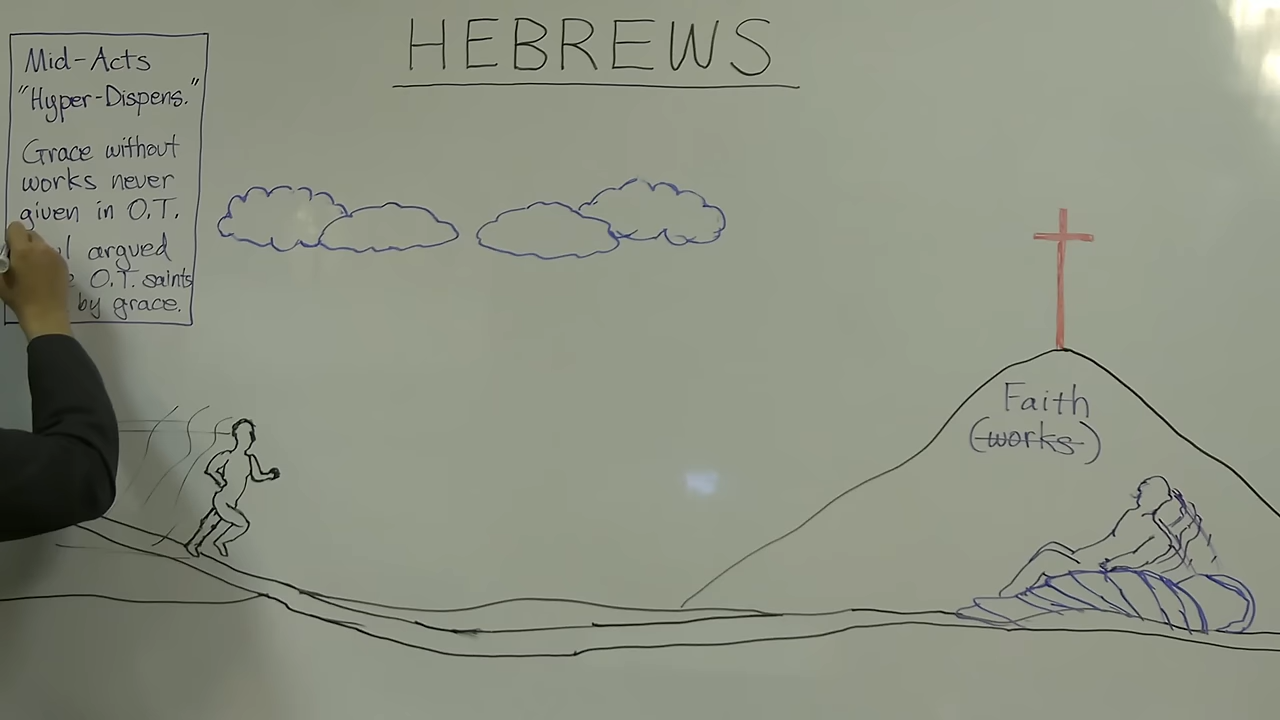 HEBREWS
Mid-Acts
"Hyper-Dispens."
Grace without
works never
given in O.T.
argued
O.T. saints
by grace.
Faith
(works)